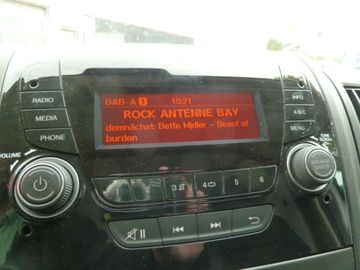 DAB-A 1 10:21
ROCK ANTENNE BAY
demnächst: Bette Midler - Beast of
burden
RADIO
MEDIA
PHONE
INFO
A-B-C
MENU
VOLUME
1 2 3 4 5 6